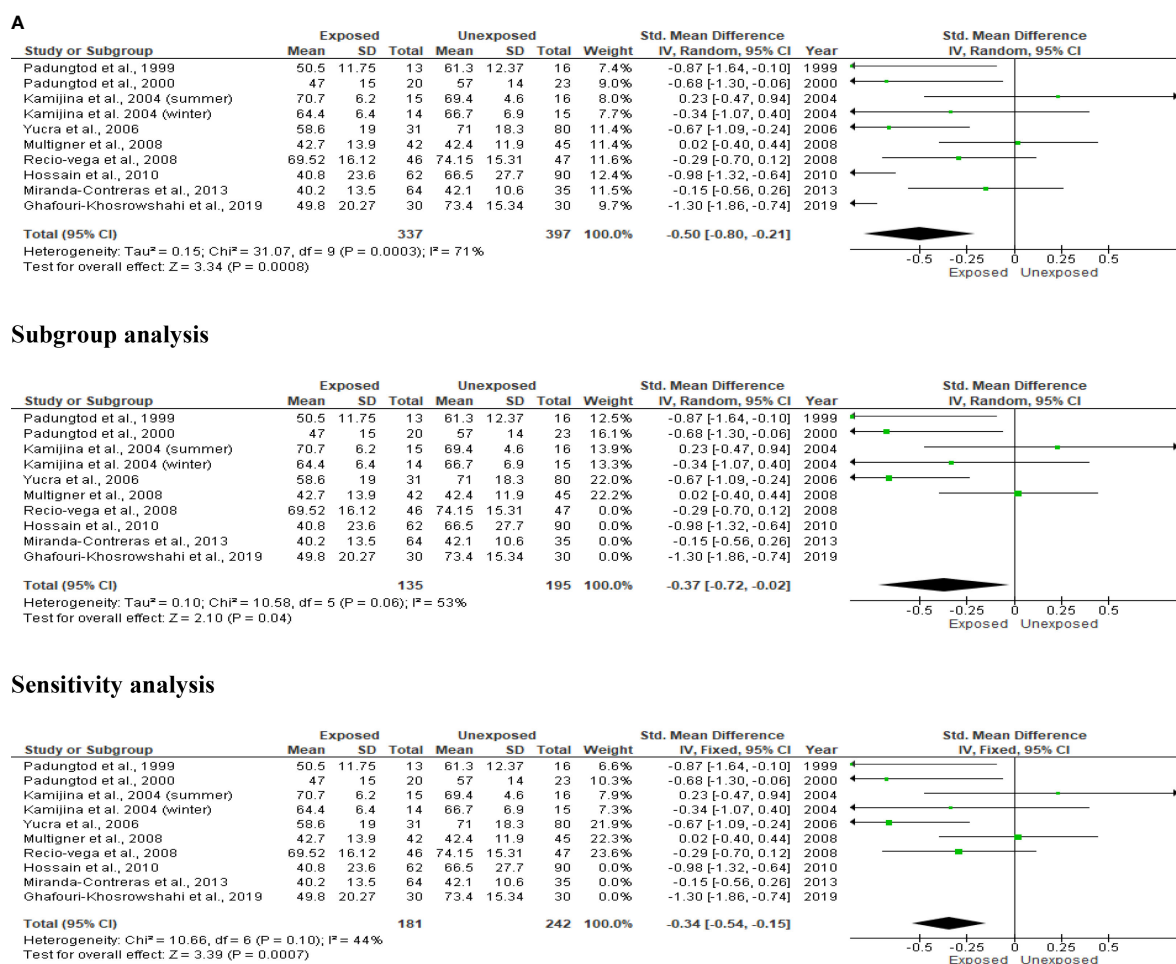 A
Exposed Unexposed Std. Mean Difference Std. Mean Difference
Study or Subgroup Mean SD Total Mean SD Total Weight IV, Random, 95% CI Year IV, Random, 95% CI
Padungtod et al., 1999 50.5 11.75 13 61.3 12.37 16 7.4% -0.87 [-1.64, -0.10] 1999
Padungtod et al., 2000 47 15 20 57 14 23 9.0% -0.68 [-1.30, -0.06] 2000
Kamijina et al., 2004 (summer) 70.7 6.2 15 69.4 4.6 16 8.0% 0.23 [-0.47, 0.94] 2004
Kamijina et al. 2004 (winter) 64.4 6.4 14 66.7 6.9 15 7.7% -0.34 [-1.07, 0.40] 2004
Yucra et al., 2006 58.6 19 31 71 18.3 80 11.4% -0.67 [-1.09, -0.24] 2006
Multigner et al., 2008 42.7 13.9 42 42.4 11.9 45 11.4% 0.02 [-0.40, 0.44] 2008
Recio-vega et al., 2008 69.52 16.12 46 74.15 15.31 47 11.6% -0.29 [-0.70, 0.12] 2008
Hossain et al., 2010 40.8 23.6 62 66.5 27.7 90 12.4% -0.98 [-1.32, -0.64] 2010
Miranda-Contreras et al., 2013 40.2 13.5 64 42.1 10.6 35 11.5% -0.15 [-0.56, 0.26] 2013
Ghafouri-Khosrowshahi et al., 2019 49.8 20.27 30 73.4 15.34 30 9.7% -1.30 [-1.86, -0.74] 2019
Total (95% CI) 337 397 100.0% -0.50 [-0.80, -0.21]
Heterogeneity: Tau² = 0.15; Chi² = 31.07, df = 9 (P = 0.0003); I² = 71%
Test for overall effect: Z = 3.34 (P = 0.0008)
-0.5 -0.25 0 0.25 0.5
Exposed Unexposed
Subgroup analysis
Exposed Unexposed Std. Mean Difference Std. Mean Difference
Study or Subgroup Mean SD Total Mean SD Total Weight IV, Random, 95% CI Year IV, Random, 95% CI
Padungtod et al., 1999 50.5 11.75 13 61.3 12.37 16 12.5% -0.87 [-1.64, -0.10] 1999
Padungtod et al., 2000 47 15 20 57 14 23 16.1% -0.68 [-1.30, -0.06] 2000
Kamijina et al., 2004 (summer) 70.7 6.2 15 69.4 4.6 16 13.9% 0.23 [-0.47, 0.94] 2004
Kamijina et al. 2004 (winter) 64.4 6.4 14 66.7 6.9 15 13.3% -0.34 [-1.07, 0.40] 2004
Yucra et al., 2006 58.6 19 31 71 18.3 80 22.0% -0.67 [-1.09, -0.24] 2006
Multigner et al., 2008 42.7 13.9 42 42.4 11.9 45 22.2% 0.02 [-0.40, 0.44] 2008
Recio-vega et al., 2008 69.52 16.12 46 74.15 15.31 47 0.0% -0.29 [-0.70, 0.12] 2008
Hossain et al., 2010 40.8 23.6 62 66.5 27.7 90 0.0% -0.98 [-1.32, -0.64] 2010
Miranda-Contreras et al., 2013 40.2 13.5 64 42.1 10.6 35 0.0% -0.15 [-0.56, 0.26] 2013
Ghafouri-Khosrowshahi et al., 2019 49.8 20.27 30 73.4 15.34 30 0.0% -1.30 [-1.86, -0.74] 2019
Total (95% CI) 135 195 100.0% -0.37 [-0.72, -0.02]
Heterogeneity: Tau² = 0.10; Chi² = 10.58, df = 5 (P = 0.06); I² = 53%
Test for overall effect: Z = 2.10 (P = 0.04)
-0.5 -0.25 0 0.25 0.5
Exposed Unexposed
Sensitivity analysis
Exposed Unexposed Std. Mean Difference Std. Mean Difference
Study or Subgroup Mean SD Total Mean SD Total Weight IV, Fixed, 95% CI Year IV, Fixed, 95% CI
Padungtod et al., 1999 50.5 11.75 13 61.3 12.37 16 6.6% -0.87 [-1.64, -0.10] 1999
Padungtod et al., 2000 47 15 20 57 14 23 10.3% -0.68 [-1.30, -0.06] 2000
Kamijina et al., 2004 (summer) 70.7 6.2 15 69.4 4.6 16 7.9% 0.23 [-0.47, 0.94] 2004
Kamijina et al. 2004 (winter) 64.4 6.4 14 66.7 6.9 15 7.3% -0.34 [-1.07, 0.40] 2004
Yucra et al., 2006 58.6 19 31 71 18.3 80 21.9% -0.67 [-1.09, -0.24] 2006
Multigner et al., 2008 42.7 13.9 42 42.4 11.9 45 22.3% 0.02 [-0.40, 0.44] 2008
Recio-vega et al., 2008 69.52 16.12 46 74.15 15.31 47 23.6% -0.29 [-0.70, 0.12] 2008
Hossain et al., 2010 40.8 23.6 62 66.5 27.7 90 0.0% -0.98 [-1.32, -0.64] 2010
Miranda-Contreras et al., 2013 40.2 13.5 64 42.1 10.6 35 0.0% -0.15 [-0.56, 0.26] 2013
Ghafouri-Khosrowshahi et al., 2019 49.8 20.27 30 73.4 15.34 30 0.0% -1.30 [-1.86, -0.74] 2019
Total (95% CI) 181 242 100.0% -0.34 [-0.54, -0.15]
Heterogeneity: Chi² = 10.66, df = 6 (P = 0.10); I² = 44%
Test for overall effect: Z = 3.39 (P = 0.0007)
-0.5 -0.25 0 0.25 0.5
Exposed Unexposed